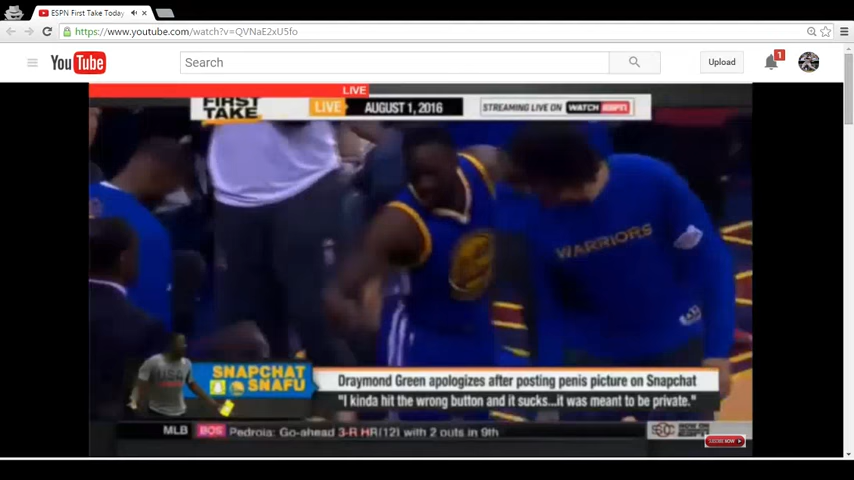 ESPN First Take Today
https://www.youtube.com/watch?v=QVNaE2xU5fo
YouTube
Search
Upload
1
LIVE
FIRST TAKE
LIVE
AUGUST 1, 2016
STREAMING LIVE ON WATCH ESPN
WARRIORS
USA
SNAPCHAT
SNAFU
Draymond Green apologizes after posting penis picture on Snapchat
"I kinda hit the wrong button and it sucks...it was meant to be private."
MLB
BOS
Pedroia: Go-ahead 3-R HR(12) with 2 outs in 9th
SUBSCRIBE NOW